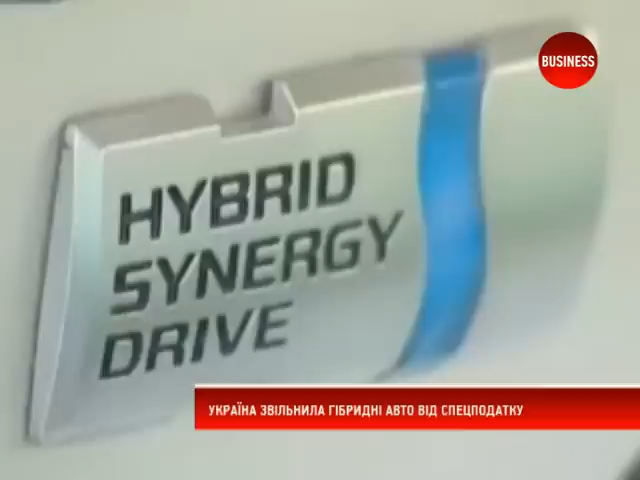 BUSINESS
HYBRID
SYNERGY
DRIVE
УКРАЇНА ЗВІЛЬНИЛА ГІБРИДНІ АВТО ВІД СПЕЦПОДАТКУ